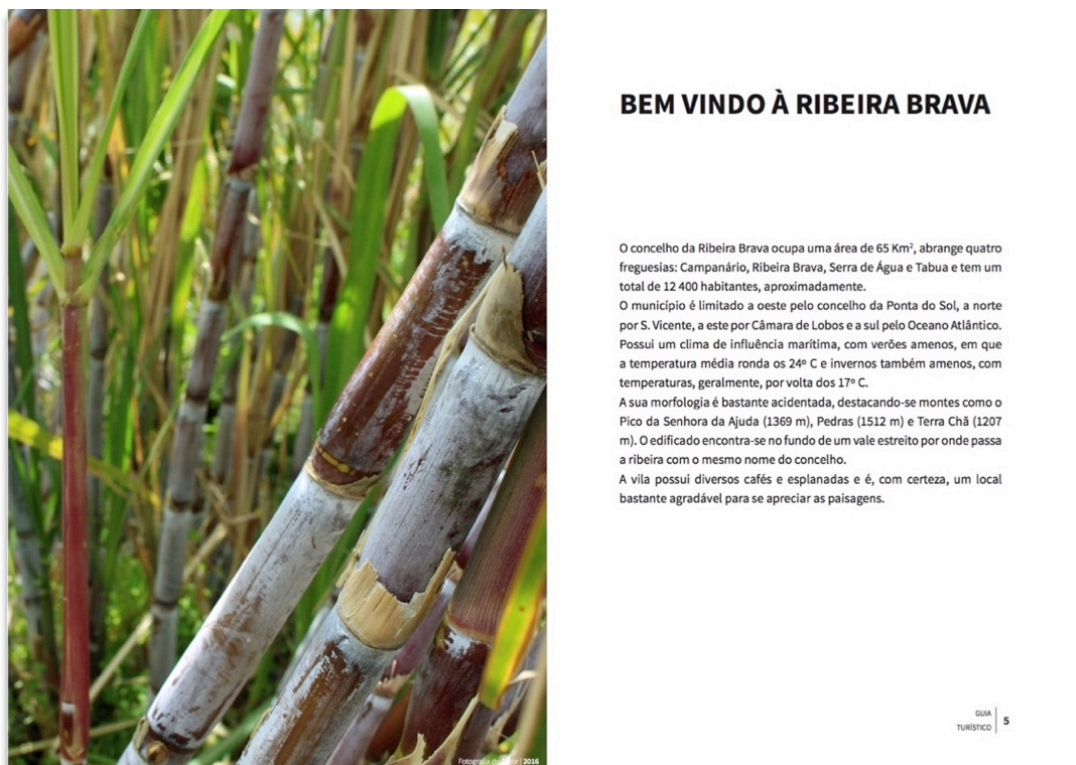 BEM VINDO À RIBEIRA BRAVA
O concelho da Ribeira Brava ocupa uma área de 65 Km², abrange quatro
freguesias: Campanário, Ribeira Brava, Serra de Água e Tabua e tem um
total de 12 400 habitantes, aproximadamente.
O município é limitado a oeste pelo concelho da Ponta do Sol, a norte
por S. Vicente, a este por Câmara de Lobos e a sul pelo Oceano Atlântico.
Possui um clima de influência marítima, com verões amenos, em que
a temperatura média ronda os 24º C e invernos também amenos, com
temperaturas, geralmente, por volta dos 17º C.
A sua morfologia é bastante acidentada, destacando-se montes como o
Pico da Senhora da Ajuda (1369 m), Pedras (1512 m) e Terra Chã (1207
m). O edificado encontra-se no fundo de um vale estreito por onde passa
a ribeira com o mesmo nome do concelho.
A vila possui diversos cafés e esplanadas e é, com certeza, um local
bastante agradável para se apreciar as paisagens.
Fotografia | 2016
GUIA
TURÍSTICO
5